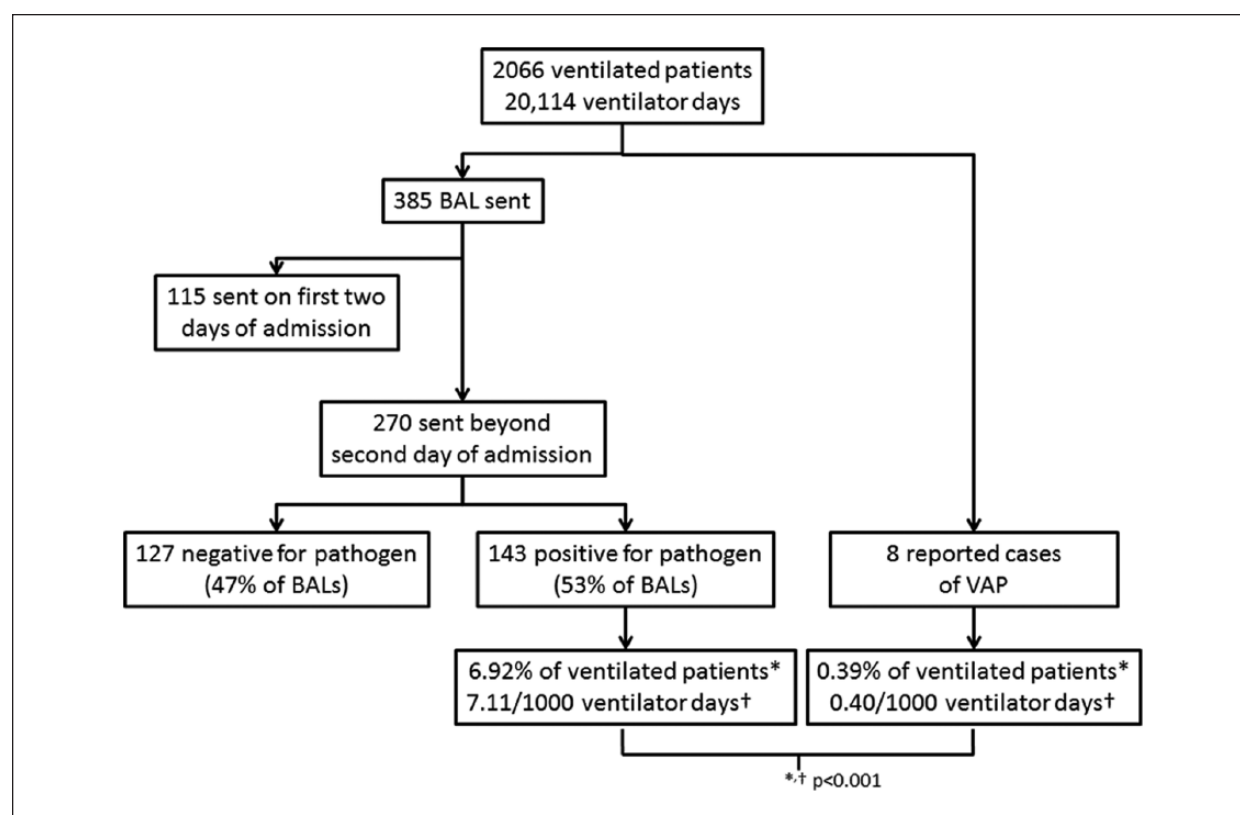 2066 ventilated patients
20,114 ventilator days
385 BAL sent
115 sent on first two
days of admission
270 sent beyond
second day of admission
127 negative for pathogen
(47% of BALs)
143 positive for pathogen
(53% of BALs)
8 reported cases
of VAP
6.92% of ventilated patients*
7.11/1000 ventilator days†
0.39% of ventilated patients*
0.40/1000 ventilator days†
*,† p<0.001